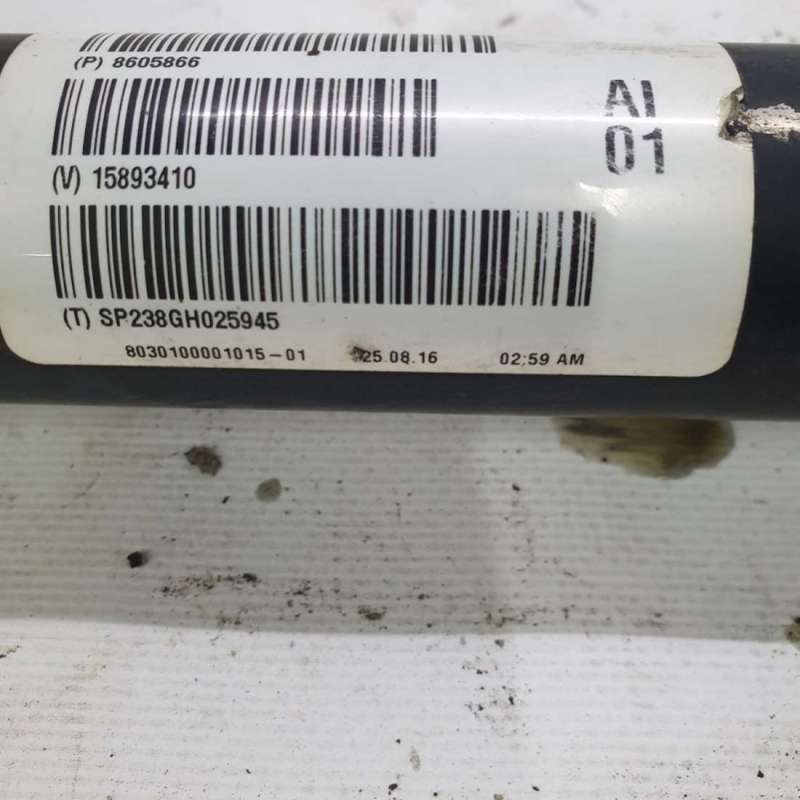 (P) 8605866
AI
01
(V) 15893410
(T) SP238GH025945
8030100001015-01 25.08.16 02:59 AM